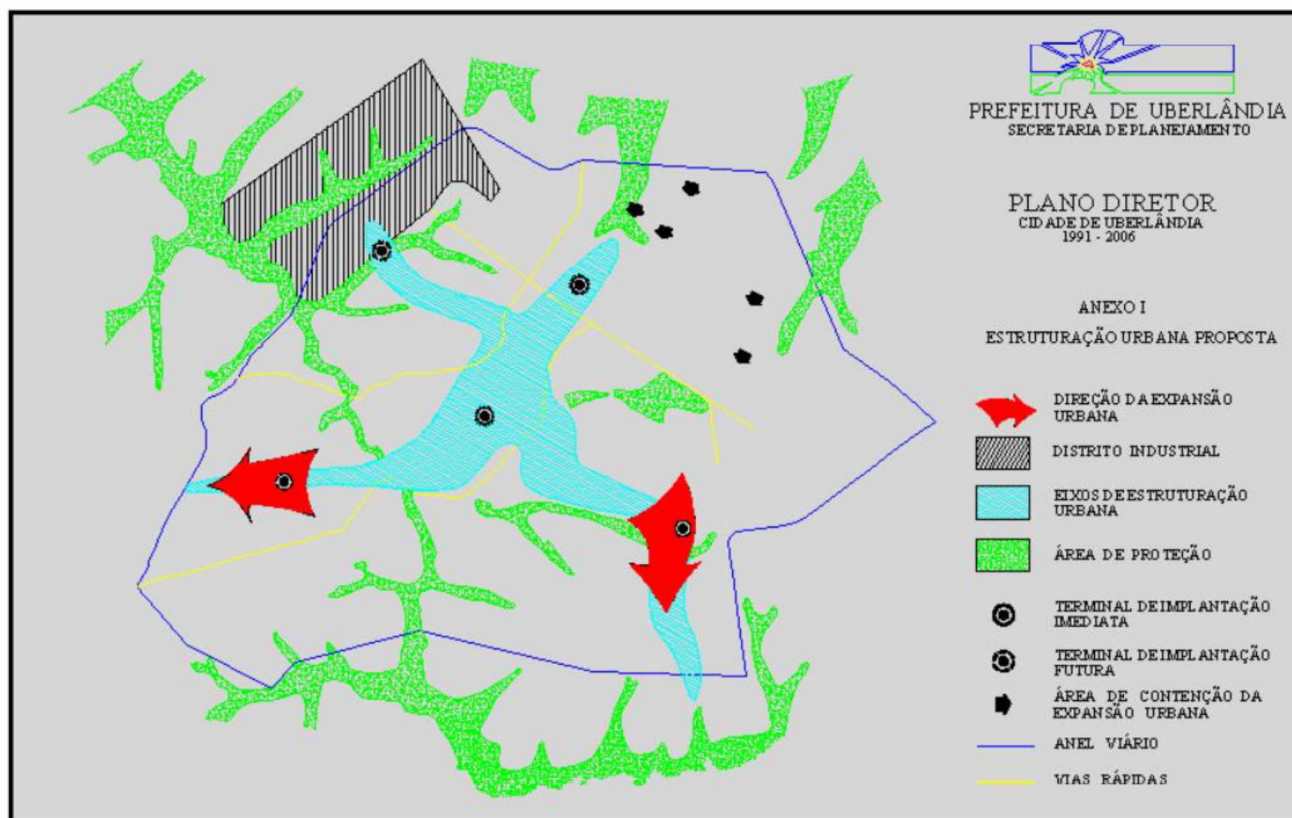 PREFEITURA DE UBERLÂNDIA
SECRETARIA DE PLANEJAMENTO
PLANO DIRETOR
CIDADE DE UBERLÂNDIA
1991 - 2006
ANEXO I
ESTRUTURAÇÃO URBANA PROPOSTA
DIREÇÃO DA EXPANSÃO
URBANA
DISTRITO INDUSTRIAL
EIXOS DE ESTRUTURAÇÃO
URBANA
ÁREA DE PROTEÇÃO
TERMINAL DE IMPLANTAÇÃO
IMEDIATA
TERMINAL DE IMPLANTAÇÃO
FUTURA
ÁREA DE CONTENÇÃO DA
EXPANSÃO URBANA
ANEL VIÁRIO
VIAS RÁPIDAS